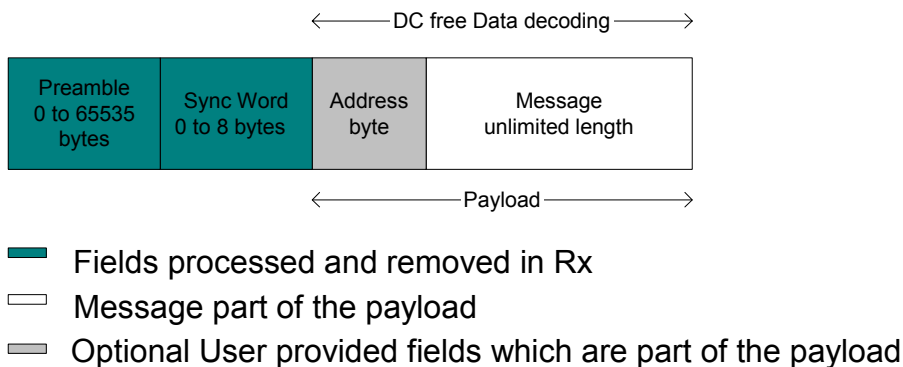 DC free Data decoding
Preamble
0 to 65535
bytes
Sync Word
0 to 8 bytes
Address
byte
Message
unlimited length
Payload
Fields processed and removed in Rx
Message part of the payload
Optional User provided fields which are part of the payload